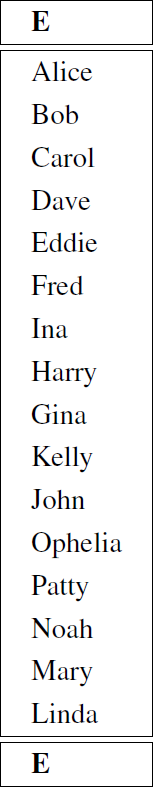 E
Alice
Bob
Carol
Dave
Eddie
Fred
Ina
Harry
Gina
Kelly
John
Ophelia
Patty
Noah
Mary
Linda
E